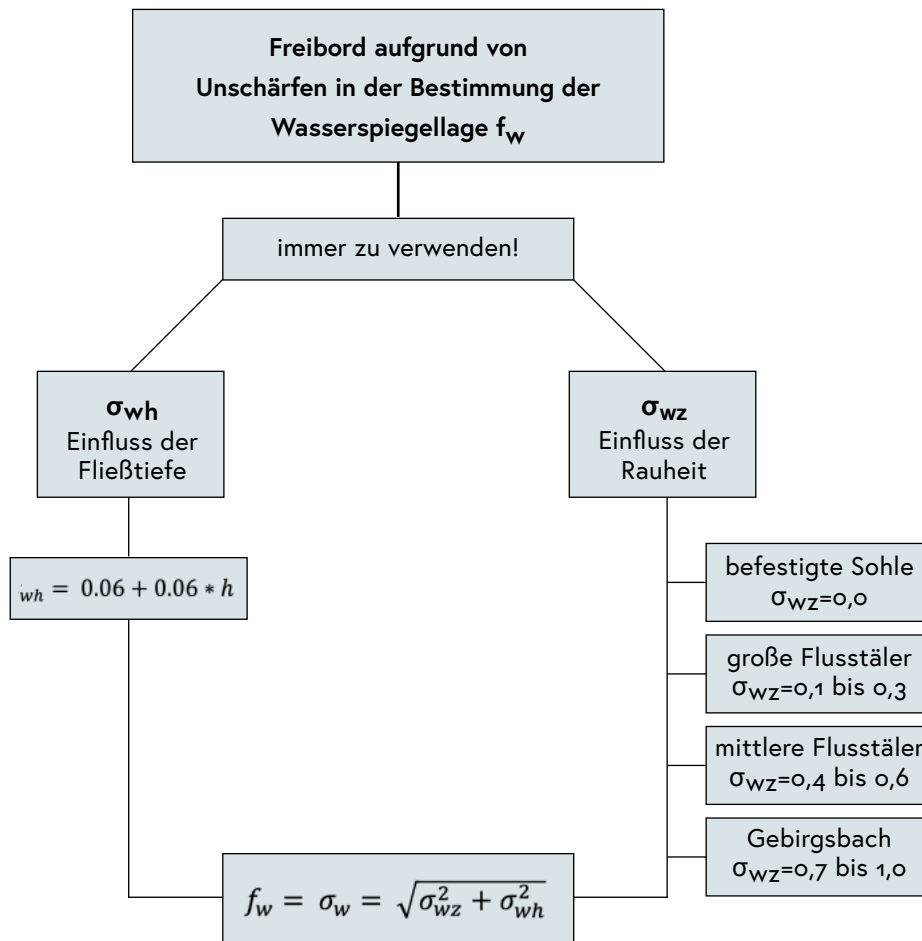 Freibord aufgrund von
Unschärfen in der Bestimmung der
Wasserspiegellage f_w
immer zu verwenden!
σ_wh
Einfluss der
Fließtiefe
σ_wz
Einfluss der
Rauheit
wh = 0.06 + 0.06 * h
befestigte Sohle
σ_wz=0,0
große Flusstäler
σ_wz=0,1 bis 0,3
mittlere Flusstäler
σ_wz=0,4 bis 0,6
Gebirgsbach
σ_wz=0,7 bis 1,0
f_w = σ_w = √(σ_wz² + σ_wh²)